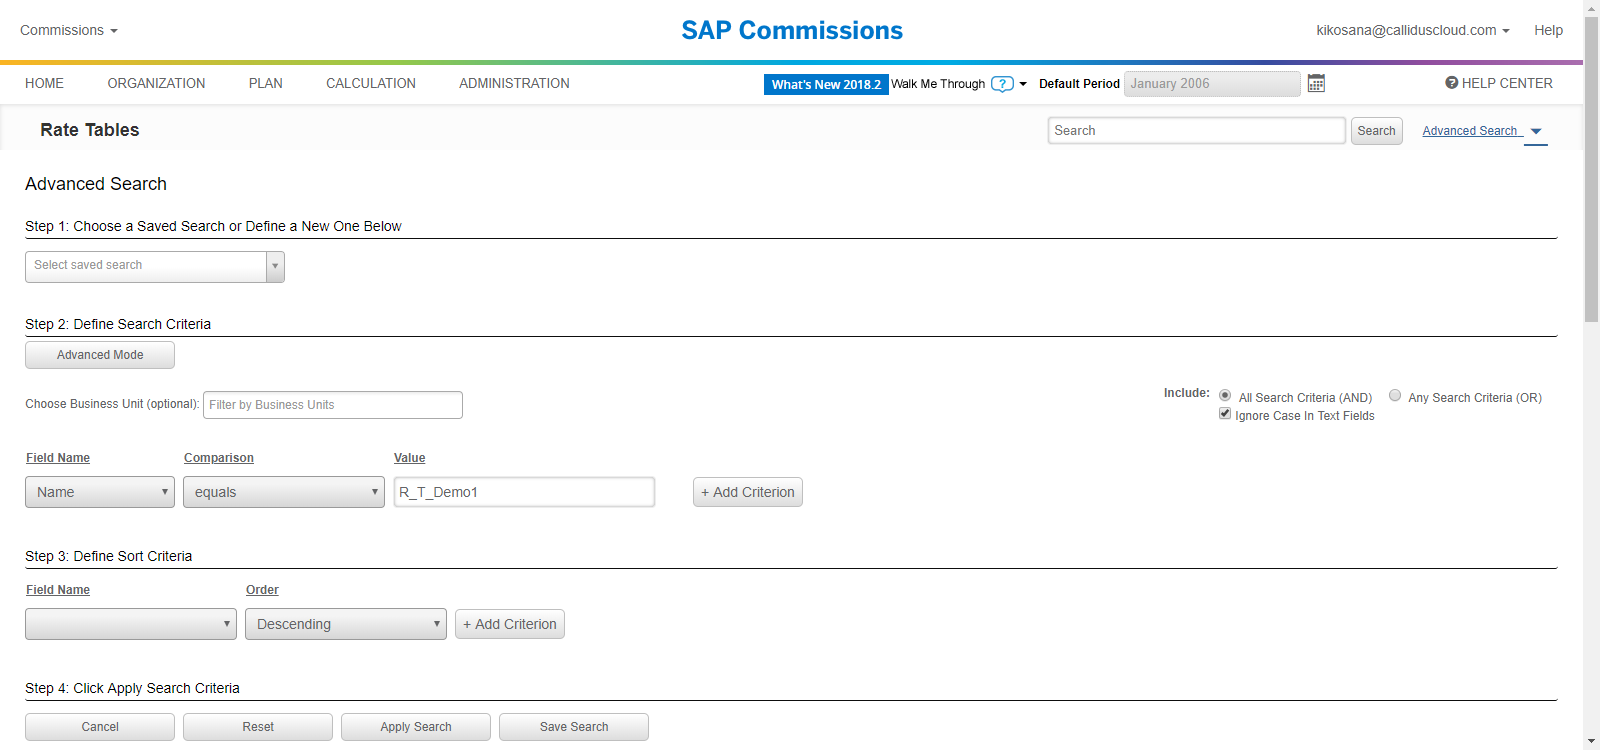 Commissions
SAP Commissions
kikosana@calliduscloud.com
Help
HOME ORGANIZATION PLAN CALCULATION ADMINISTRATION
What's New 2018.2 Walk Me Through ? Default Period January 2006
? HELP CENTER
Rate Tables
Search Search Advanced Search
Advanced Search
Step 1: Choose a Saved Search or Define a New One Below
Select saved search
Step 2: Define Search Criteria
Advanced Mode
Choose Business Unit (optional): Filter by Business Units
Include: All Search Criteria (AND) Any Search Criteria (OR)
Ignore Case In Text Fields
Field Name Comparison Value
Name equals R_T_Demo1 + Add Criterion
Step 3: Define Sort Criteria
Field Name Order
Descending + Add Criterion
Step 4: Click Apply Search Criteria
Cancel Reset Apply Search Save Search